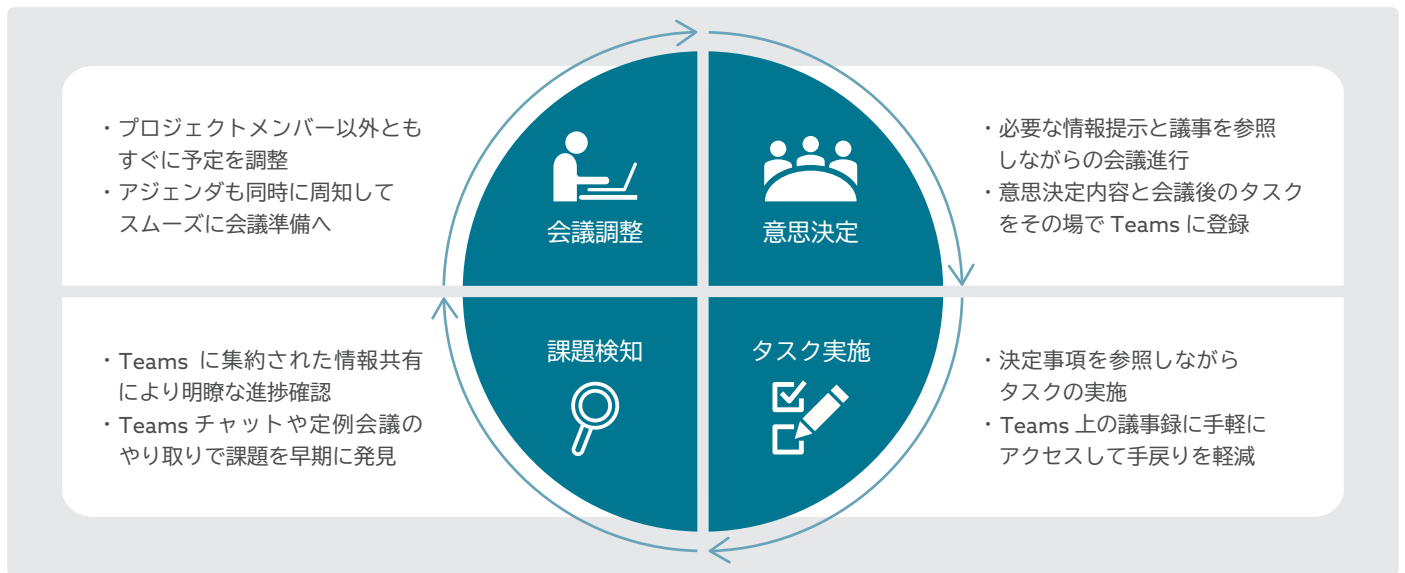 ・プロジェクトメンバー以外とも
すぐに予定を調整
・アジェンダも同時に周知して
スムーズに会議準備へ
会議調整
意思決定
・必要な情報提示と議事を参照
しながらの会議進行
・意思決定内容と会議後のタスク
をその場で Teams に登録
・Teams に集約された情報共有
により明瞭な進捗確認
・Teams チャットや定例会議の
やり取りで課題を早期に発見
課題検知
タスク実施
・決定事項を参照しながら
タスクの実施
・Teams 上の議事録に手軽に
アクセスして手戻りを軽減